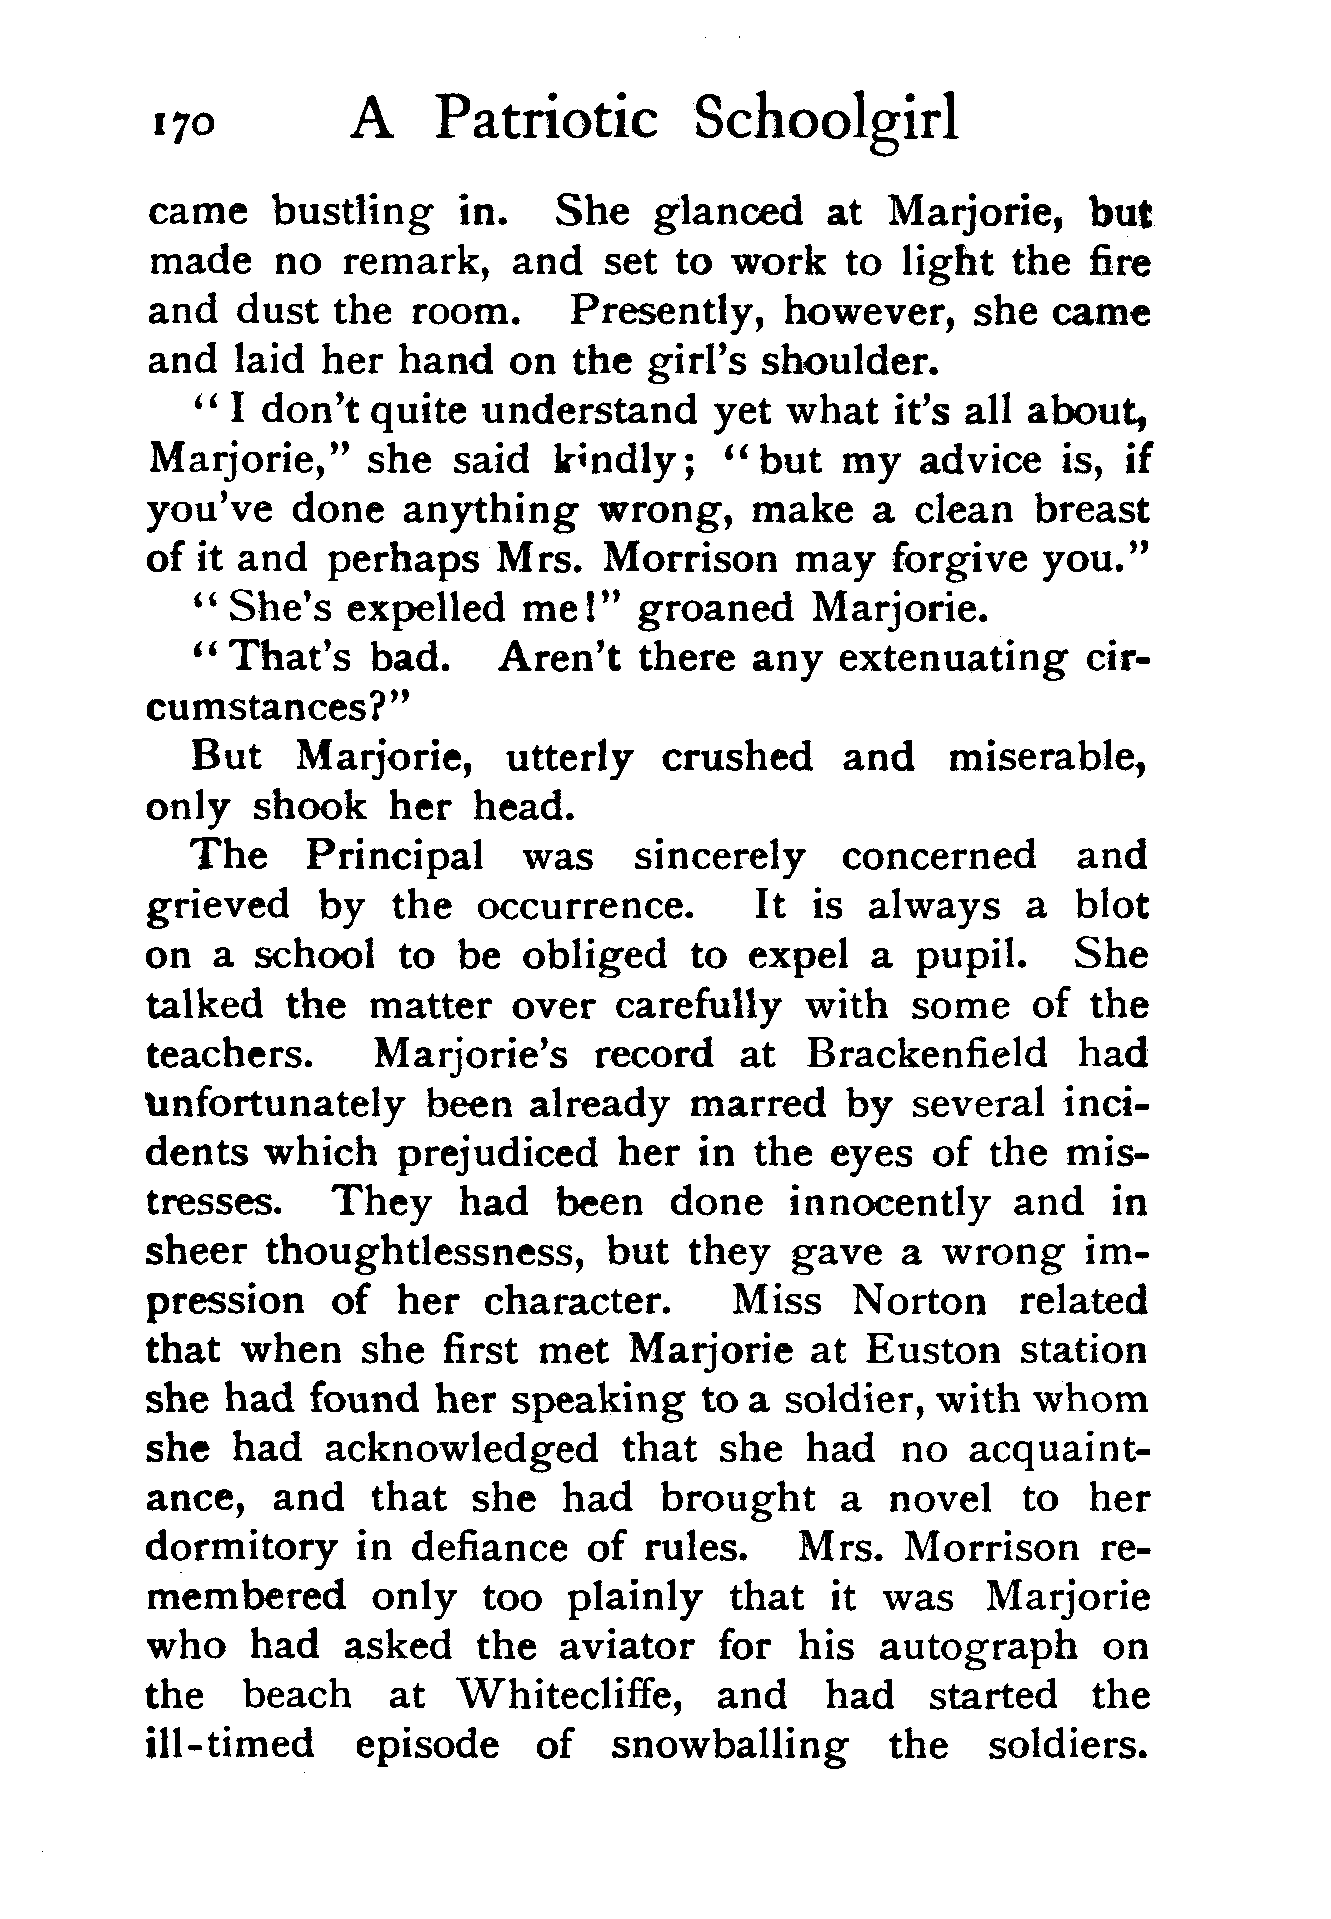 170 A Patriotic Schoolgirl
came bustling in. She glanced at Marjorie, but
made no remark, and set to work to light the fire
and dust the room. Presently, however, she came
and laid her hand on the girl's shoulder.
"I don't quite understand yet what it's all about,
Marjorie," she said kindly; "but my advice is, if
you've done anything wrong, make a clean breast
of it and perhaps Mrs. Morrison may forgive you."
"She's expelled me!" groaned Marjorie.
"That's bad. Aren't there any extenuating cir-
cumstances?"
But Marjorie, utterly crushed and miserable,
only shook her head.
The Principal was sincerely concerned and
grieved by the occurrence. It is always a blot
on a school to be obliged to expel a pupil. She
talked the matter over carefully with some of the
teachers. Marjorie's record at Brackenfield had
unfortunately been already marred by several inci-
dents which prejudiced her in the eyes of the mis-
tresses. They had been done innocently and in
sheer thoughtlessness, but they gave a wrong im-
pression of her character. Miss Norton related
that when she first met Marjorie at Euston station
she had found her speaking to a soldier, with whom
she had acknowledged that she had no acquaint-
ance, and that she had brought a novel to her
dormitory in defiance of rules. Mrs. Morrison re-
membered only too plainly that it was Marjorie
who had asked the aviator for his autograph on
the beach at Whitecliffe, and had started the
ill-timed episode of snowballing the soldiers.